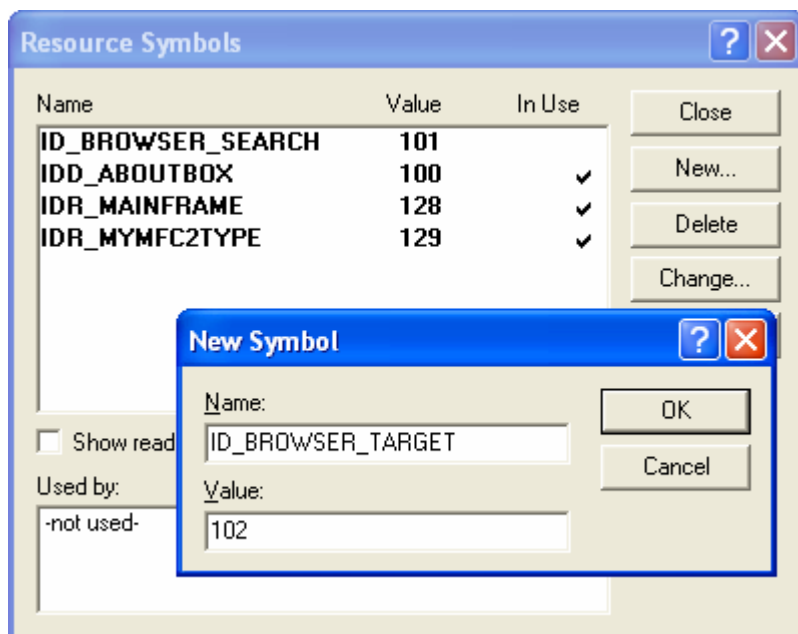 Resource Symbols
Name Value In Use
ID_BROWSER_SEARCH 101
IDD_ABOUTBOX 100
IDR_MAINFRAME 128
IDR_MYMFC2TYPE 129
Close
New...
Delete
Change...
Show read
Used by:
-not used-
New Symbol
Name:
ID_BROWSER_TARGET
Value:
102
OK
Cancel